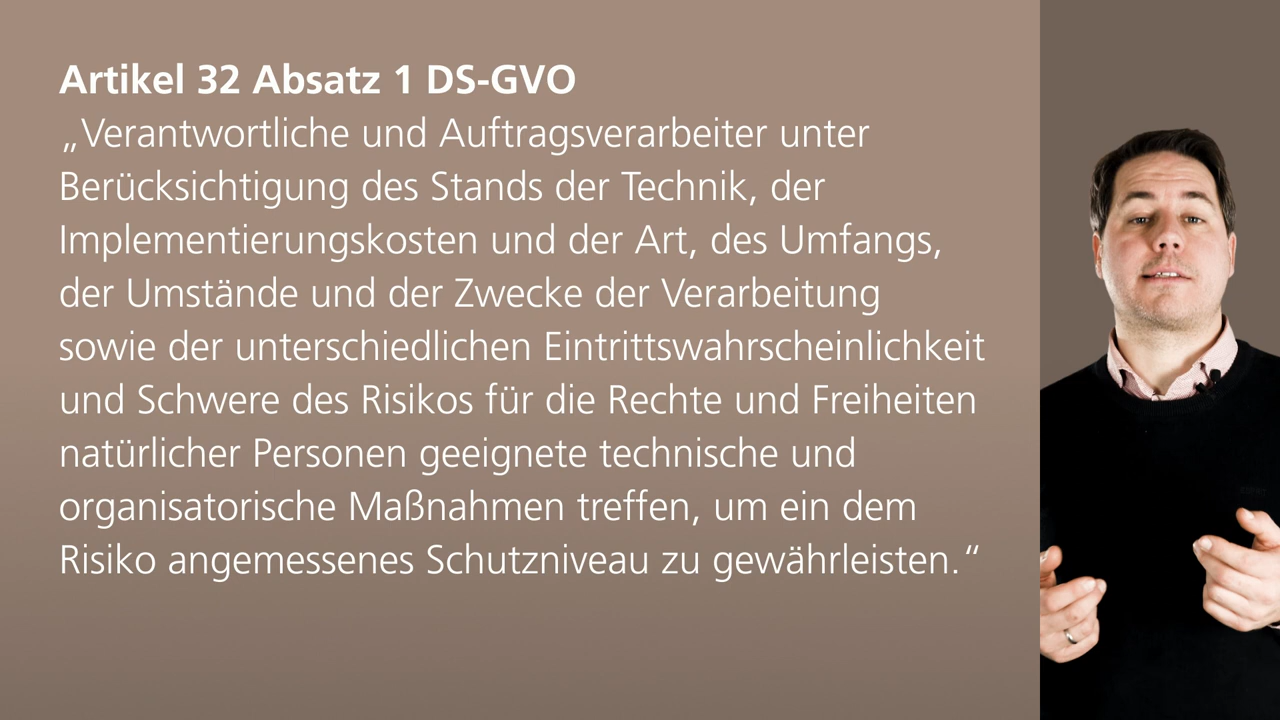 Artikel 32 Absatz 1 DS-GVO
„Verantwortliche und Auftragsverarbeiter unter
Berücksichtigung des Stands der Technik, der
Implementierungskosten und der Art, des Umfangs,
der Umstände und der Zwecke der Verarbeitung
sowie der unterschiedlichen Eintrittswahrscheinlichkeit
und Schwere des Risikos für die Rechte und Freiheiten
natürlicher Personen geeignete technische und
organisatorische Maßnahmen treffen, um ein dem
Risiko angemessenes Schutzniveau zu gewährleisten.“